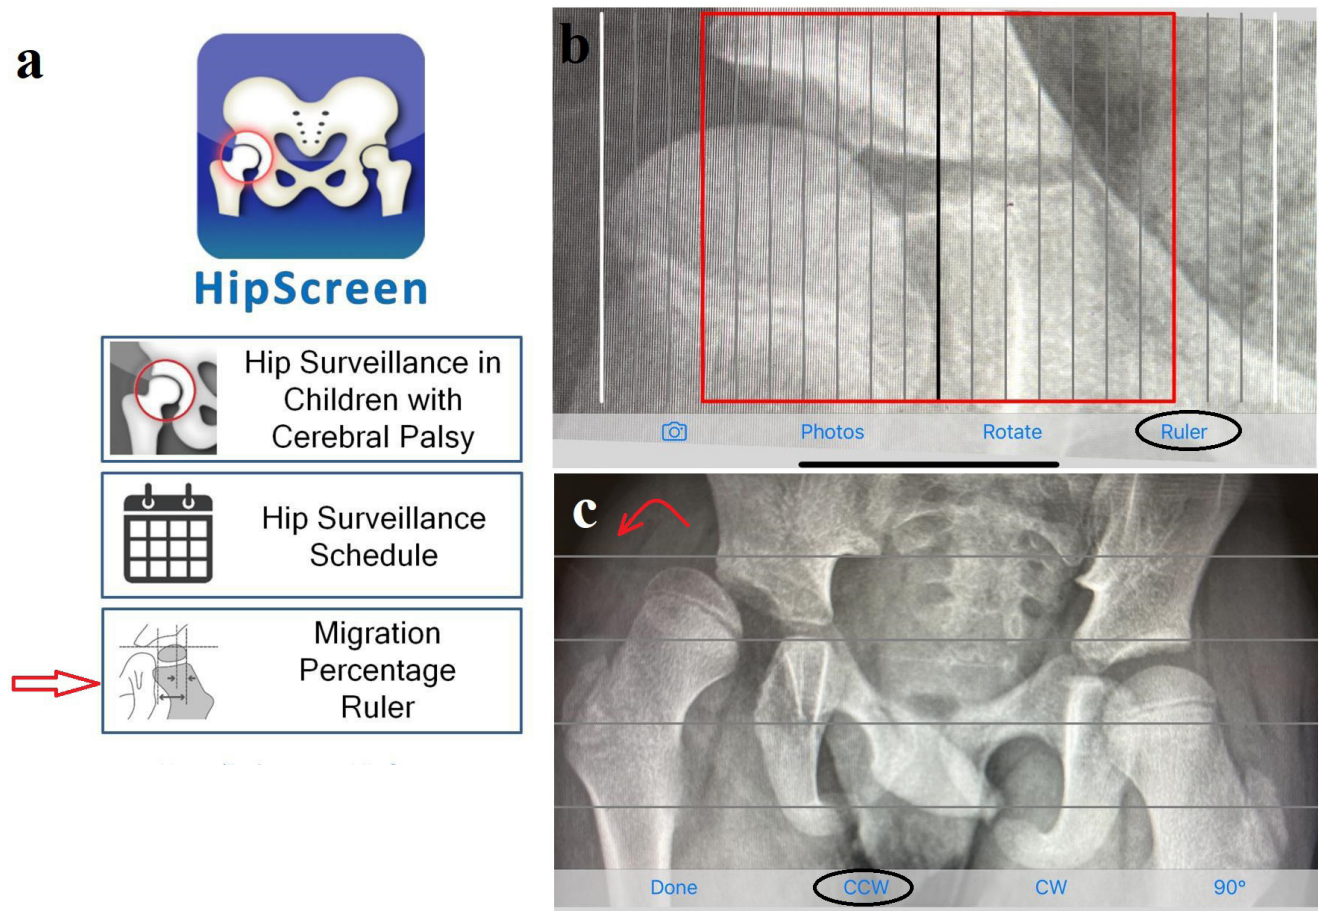 a
HipScreen
Hip Surveillance in
Children with
Cerebral Palsy
Hip Surveillance
Schedule
Migration
Percentage
Ruler
b
Photos
Rotate
Ruler
c
Done
CCW
CW
90°